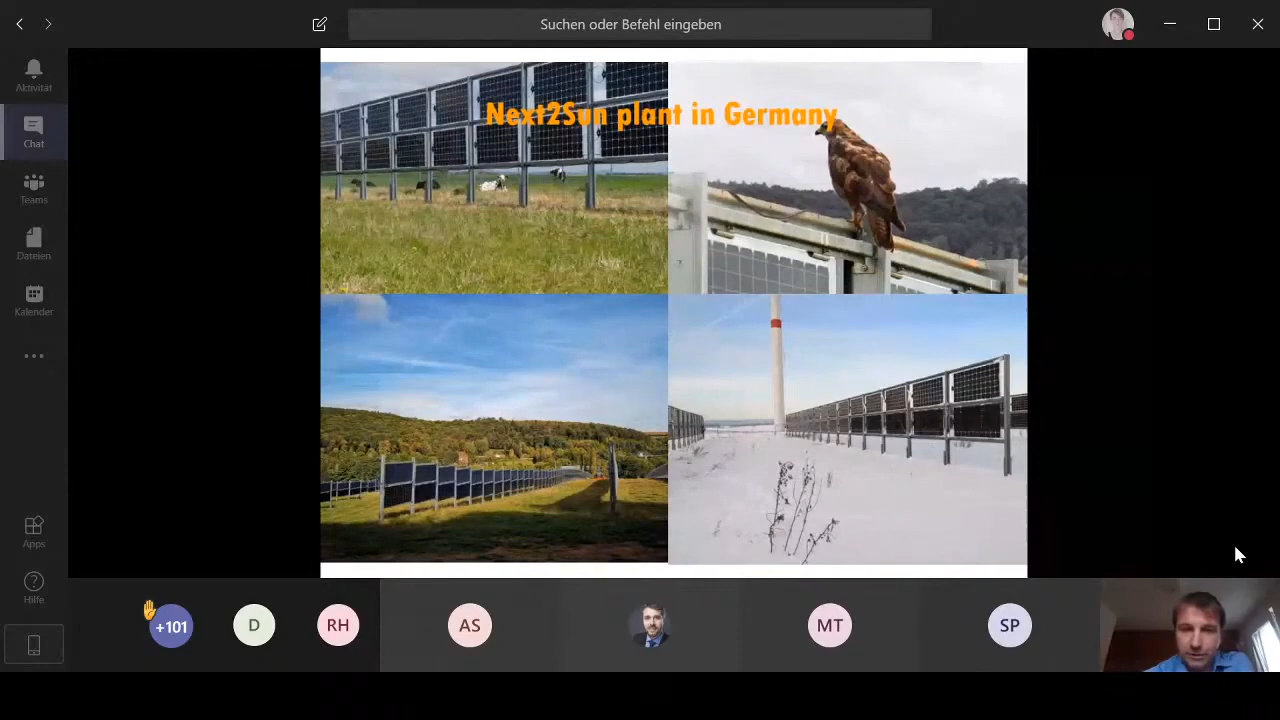 Suchen oder Befehl eingeben
Aktivität
Chat
Teams
Dateien
Kalender
Apps
Hilfe
Next2Sun plant in Germany
+101
D
RH
AS
MT
SP